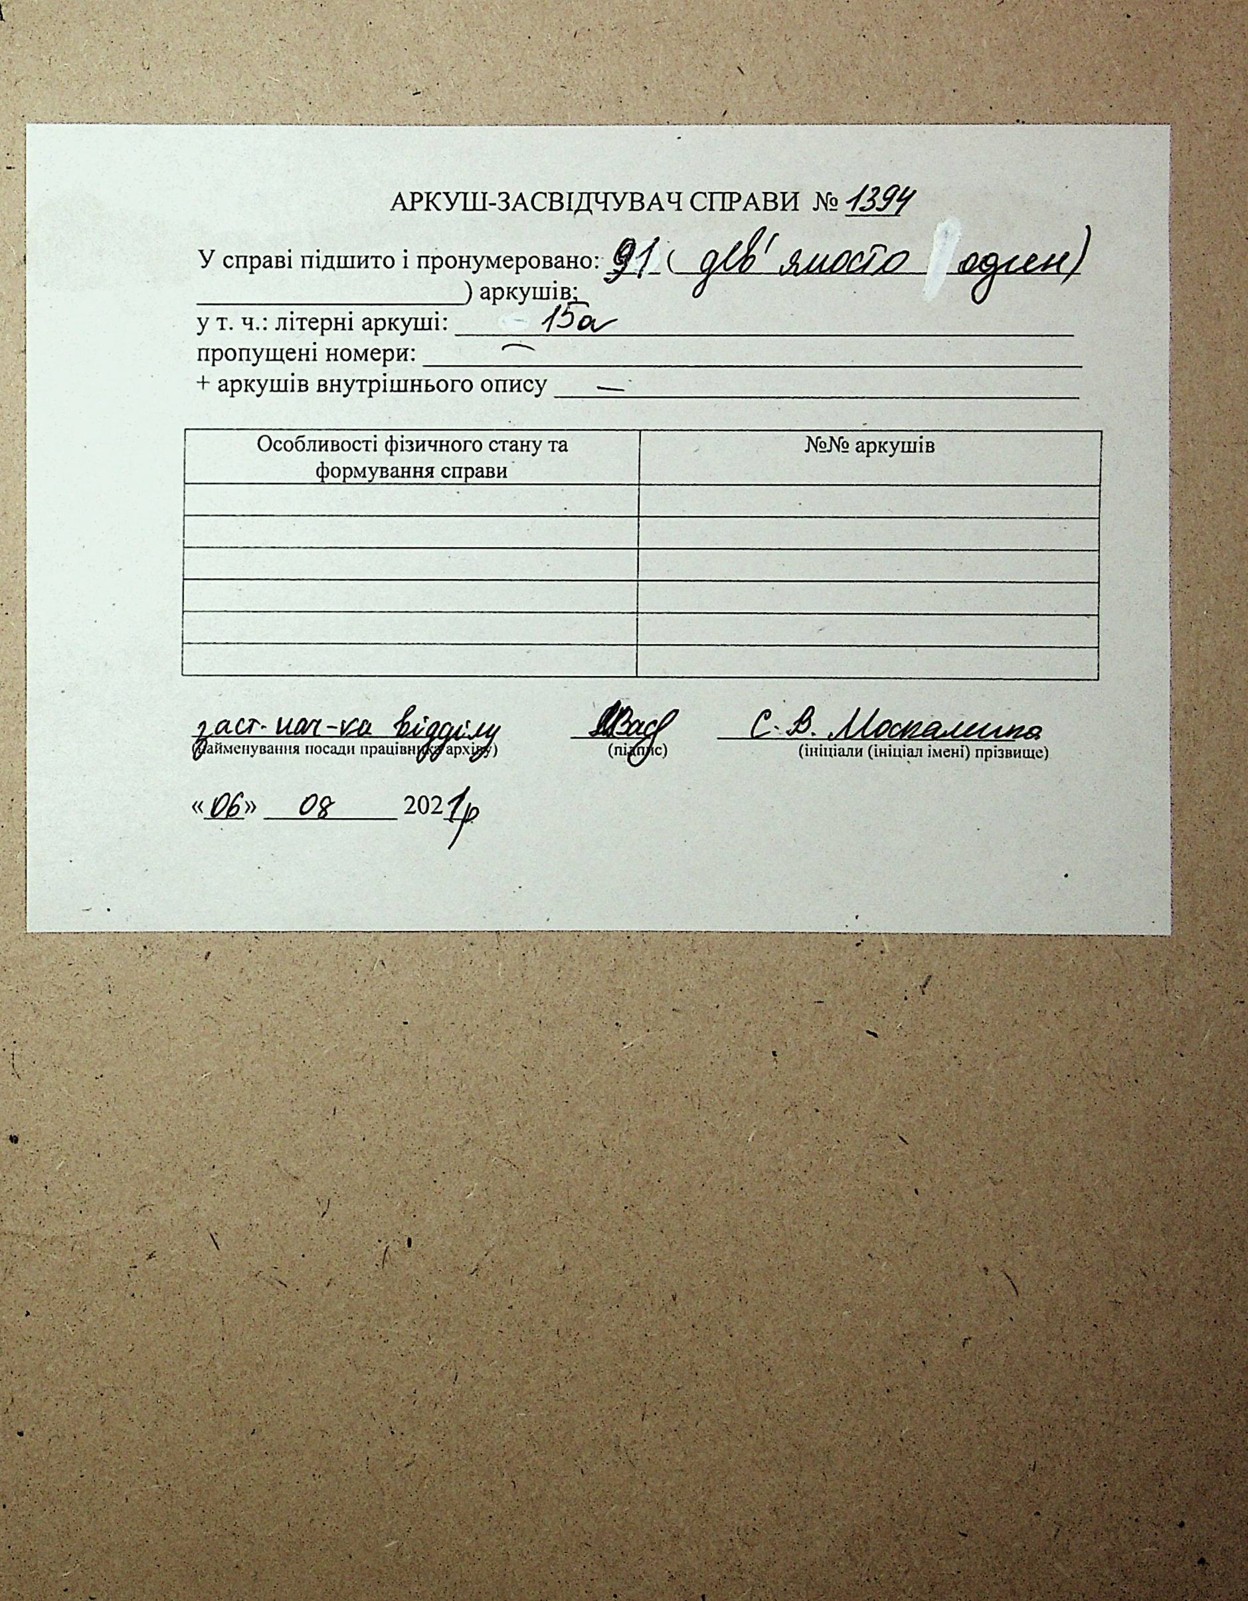 АРКУШ-ЗАСВІДЧУВАЧ СПРАВИ № 1394
У справі підшито і пронумеровано: 91 ( дев'яносто один)
) аркушів;
у т. ч.: літерні аркуші: 15а
пропущені номери: —
+ аркушів внутрішнього опису —
Особливості фізичного стану та
формування справи
№№ аркушів
заст. нач-ка відділу С. В. Москалина
(найменування посади працівника архіву) (підпис) (ініціали (ініціал імені) прізвище)
«06» 08 2021р